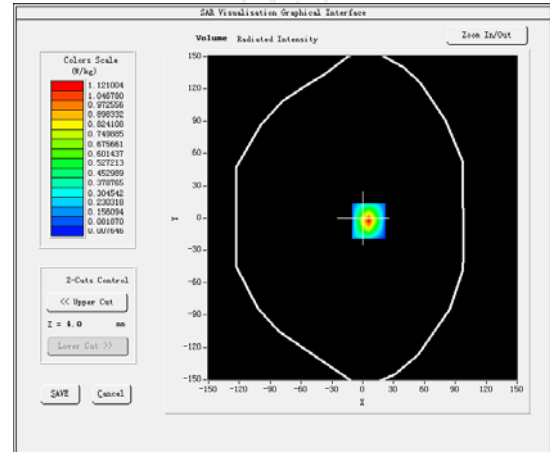 SAR Visualisation Graphical Interface
Volume Radiated Intensity
Zoom In/Out
Colors Scale
(W/kg)
1.121004
1.046780
0.972556
0.898332
0.824108
0.749885
0.675661
0.601437
0.527213
0.452989
0.378765
0.304542
0.230318
0.156094
0.081870
0.007646
Z-Cuts Control
<< Upper Cut
Z = 4.0 mm
Lower Cut >>
SAVE Cancel
150
120
90
60
30
0
-30
-60
-90
-120
-150
Y
-150 -120 -90 -60 -30 0 30 60 90 120 150
X